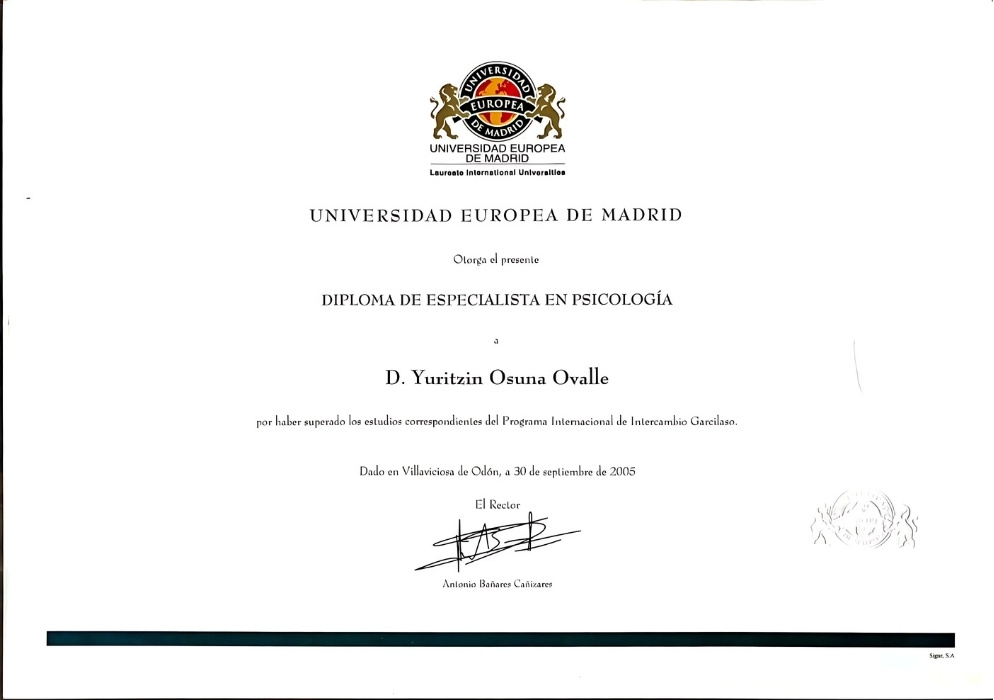 UNIVERSIDAD
EUROPEA
DE MADRID
UNIVERSIDAD EUROPEA
DE MADRID
Laureate International Universities
UNIVERSIDAD EUROPEA DE MADRID
Otorga el presente
DIPLOMA DE ESPECIALISTA EN PSICOLOGÍA
a
D. Yuritzin Osuna Ovalle
por haber superado los estudios correspondientes del Programa Internacional de Intercambio Garcilaso.
Dado en Villaviciosa de Odón, a 30 de septiembre de 2005
El Rector
Antonio Bañares Cañizares